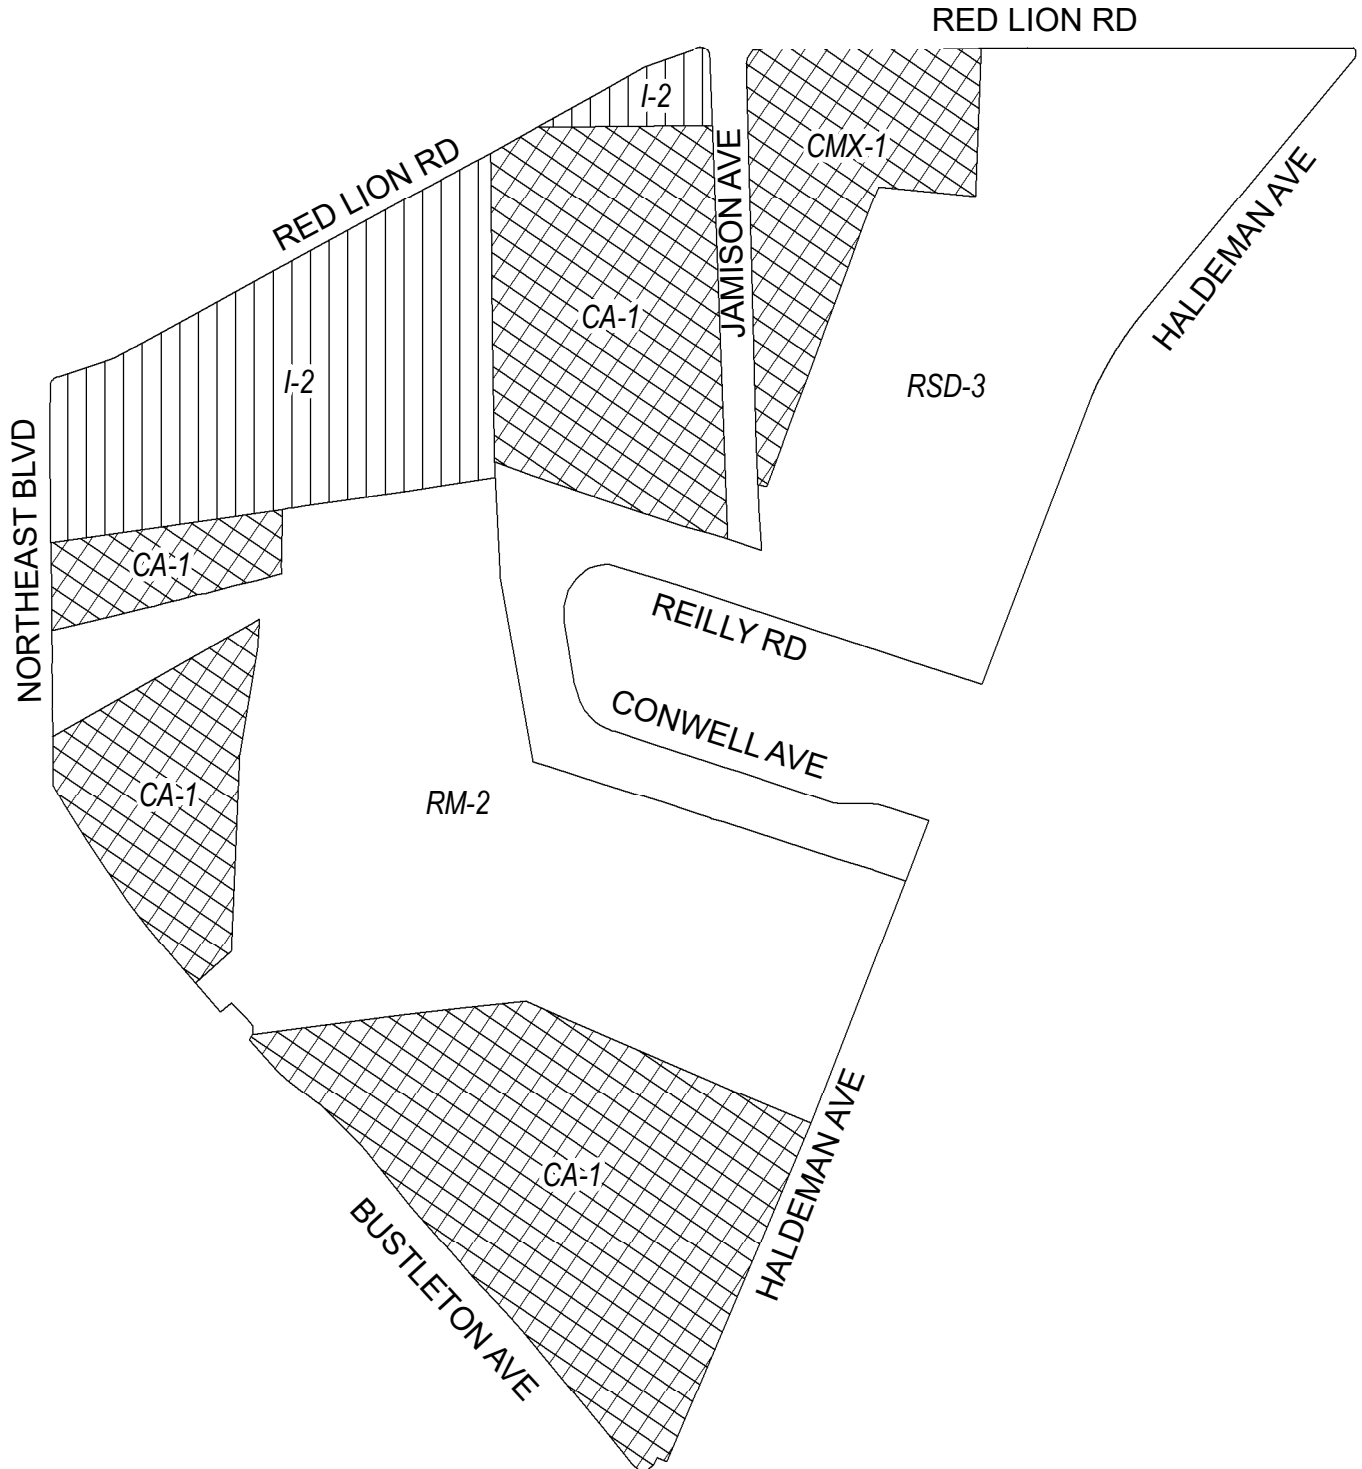 RED LION RD
I-2
CMX-1
RED LION RD
JAMISON AVE
HALDEMAN AVE
CA-1
I-2
RSD-3
NORTHEAST BLVD
CA-1
REILLY RD
CONWELL AVE
CA-1
RM-2
CA-1
HALDEMAN AVE
BUSTLETON AVE